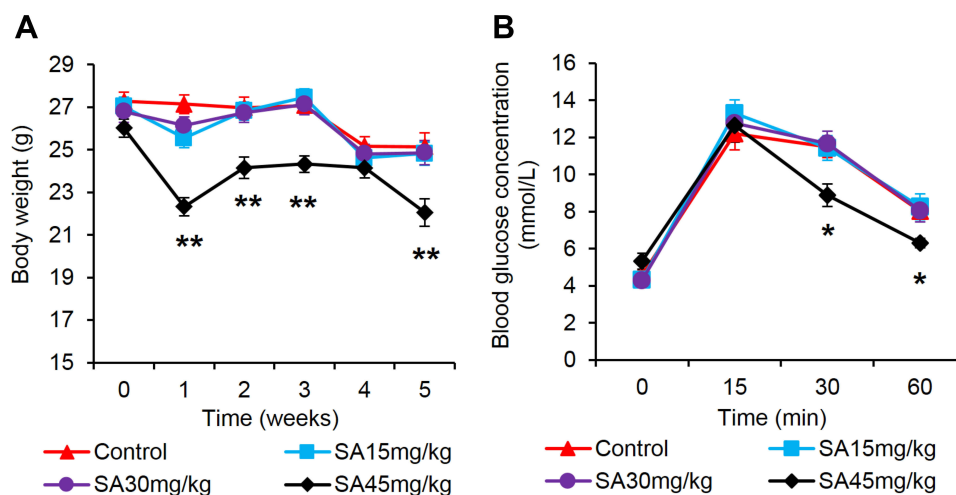 A
Body weight (g)
29
27
25
23
21
19
17
15
** ** ** **
0 1 2 3 4 5
Time (weeks)
Control SA15mg/kg
SA30mg/kg SA45mg/kg
B
Blood glucose concentration
(mmol/L)
16
14
12
10
8
6
4
2
0
* *
0 15 30 60
Time (min)
Control SA15mg/kg
SA30mg/kg SA45mg/kg